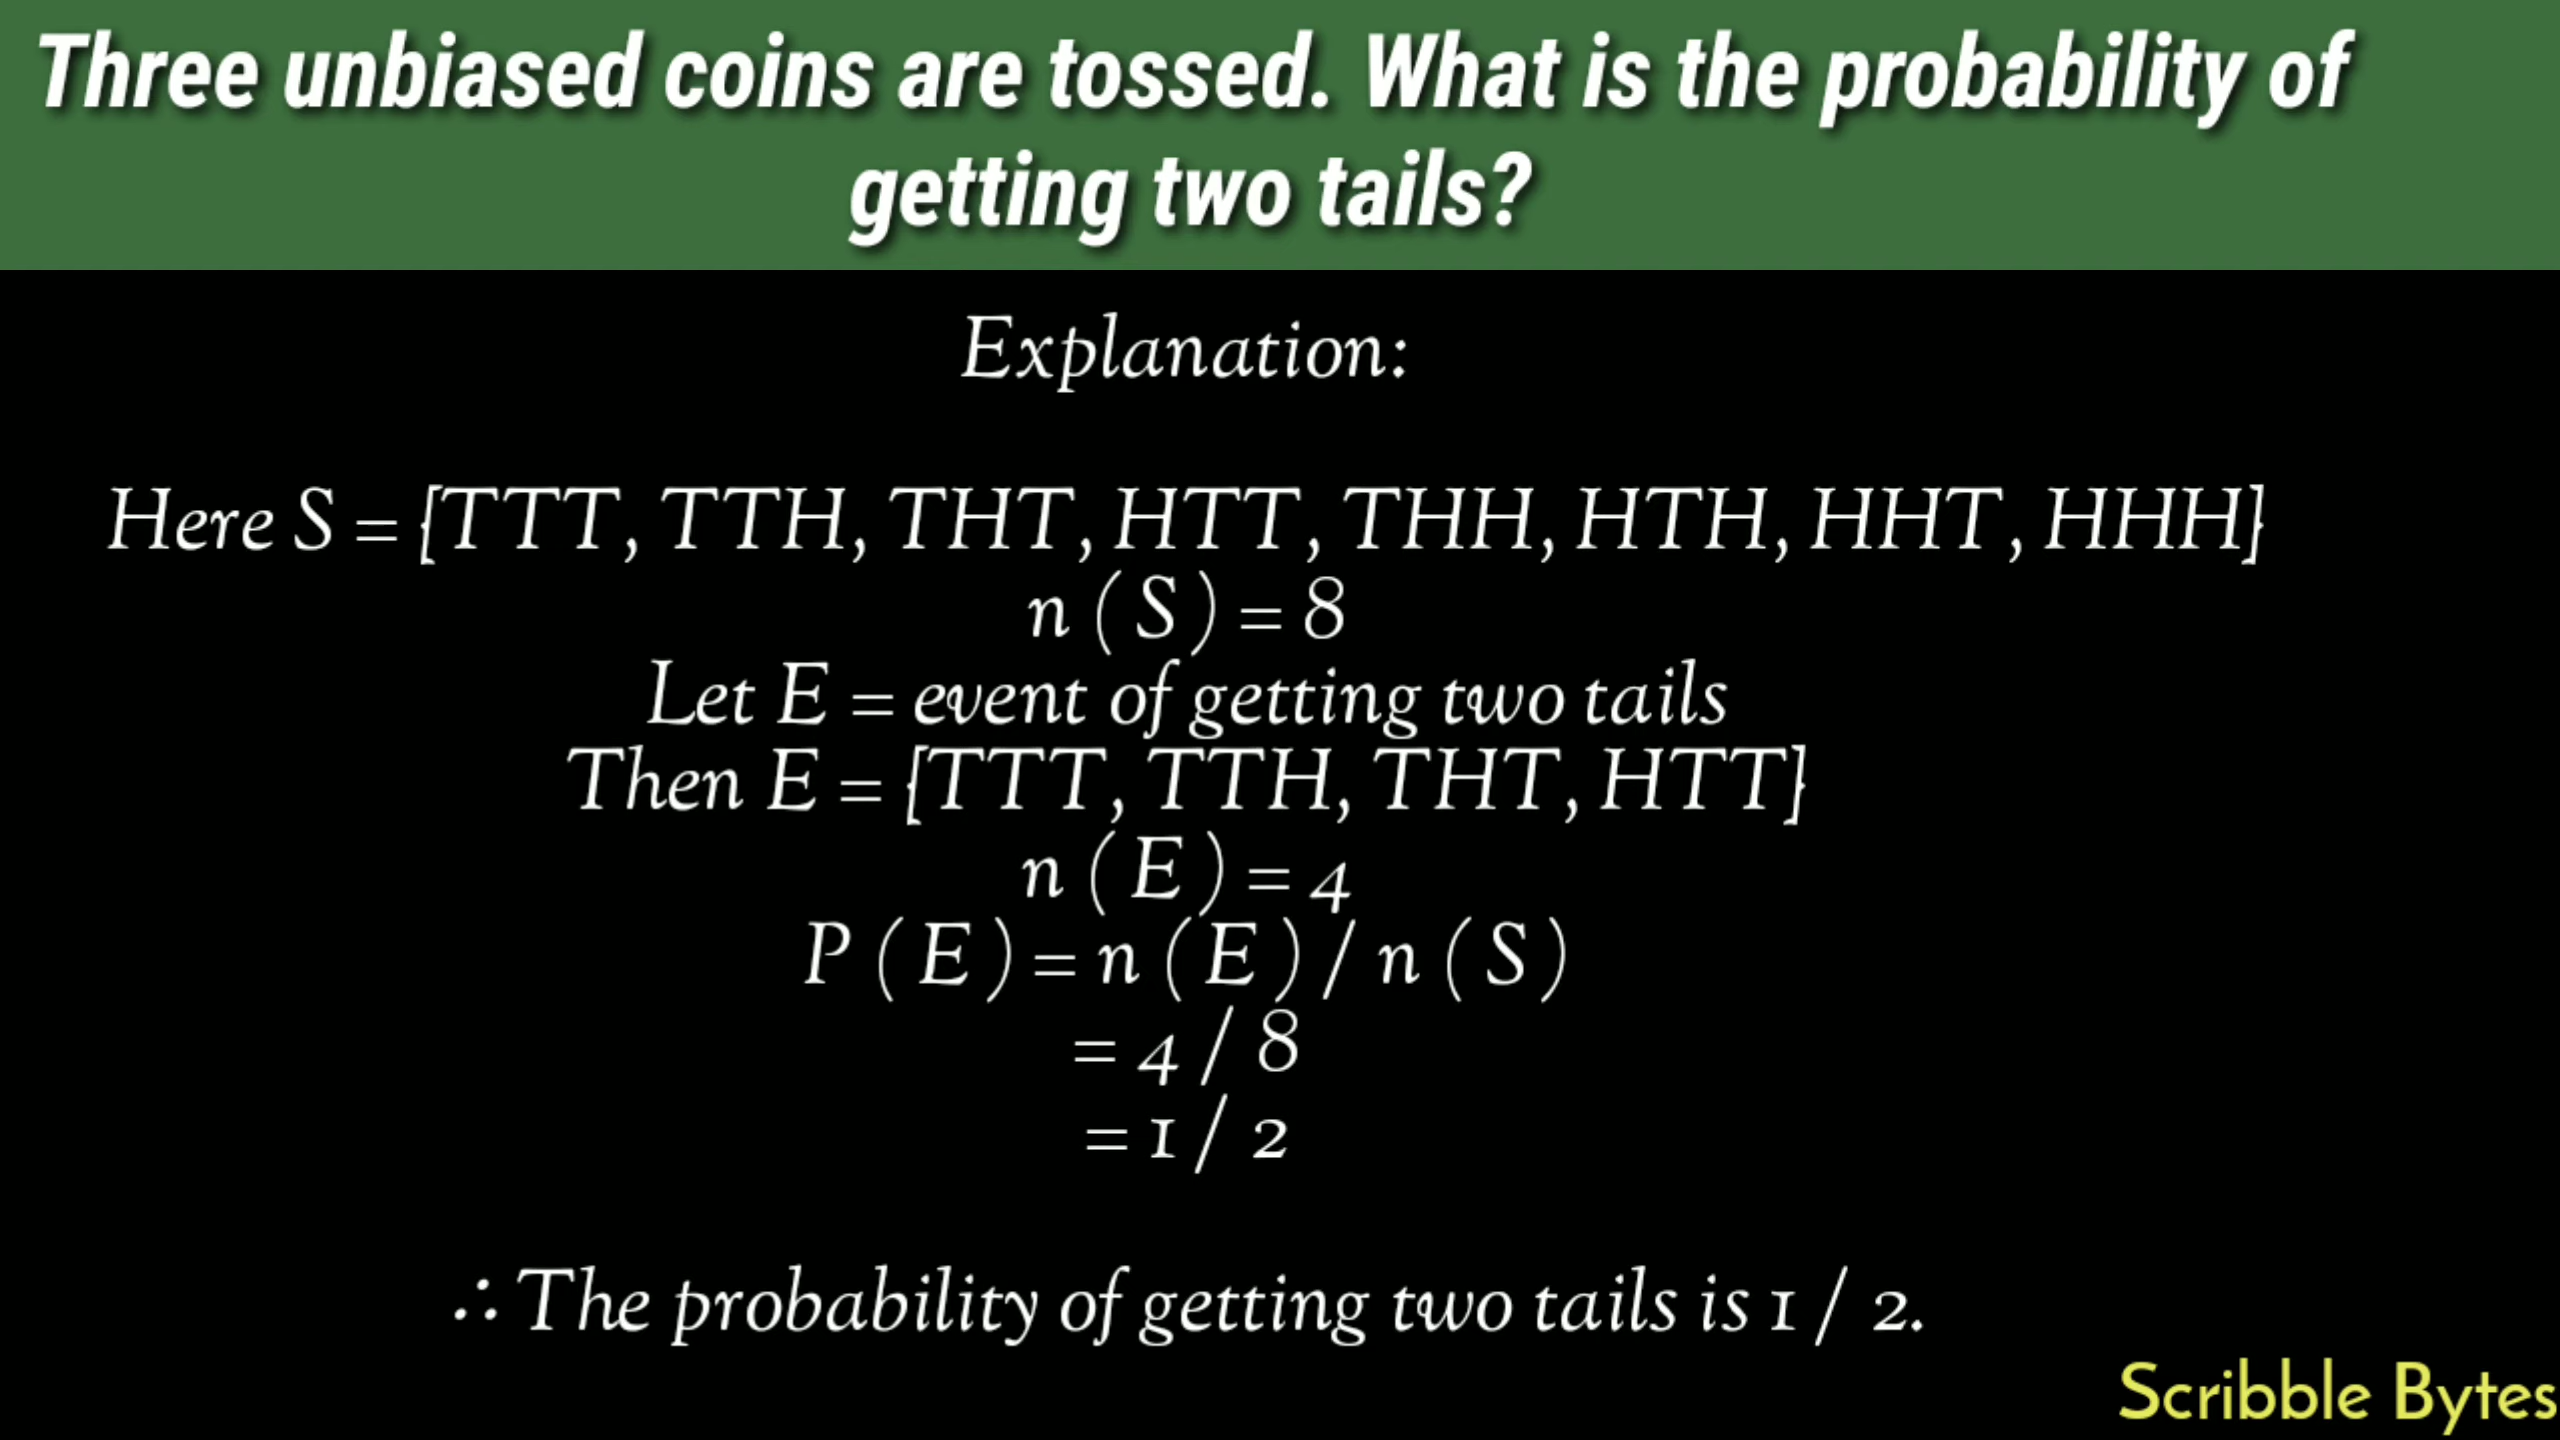 Three unbiased coins are tossed. What is the probability of
getting two tails?
Explanation:
Here S = {TTT, TTH, THT, HTT, THH, HTH, HHT, HHH}
n ( S ) = 8
Let E = event of getting two tails
Then E = {TTT, TTH, THT, HTT}
n ( E ) = 4
P ( E ) = n ( E ) / n ( S )
= 4 / 8
= 1 / 2
∴ The probability of getting two tails is 1 / 2.
Scribble Bytes